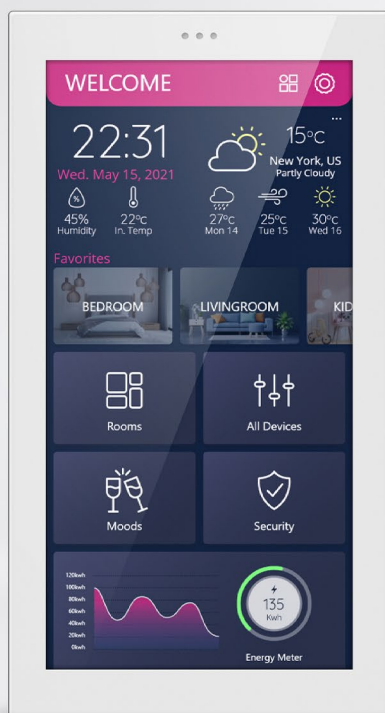 WELCOME
22:31
Wed. May 15, 2021
15°c
New York, US
Partly Cloudy
%
45%
Humidity
22°c
In. Temp
27°c
Mon 14
25°c
Tue 15
30°c
Wed 16
Favorites
BEDROOM
LIVINGROOM
KID
Rooms
All Devices
Moods
Security
120kwh
100kwh
80kwh
60kwh
40kwh
20kwh
0kwh
135
Kwh
Energy Meter